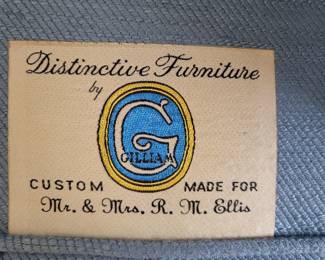 Distinctive Furniture
by
G
GILLIAM
CUSTOM MADE FOR
Mr. & Mrs. R. M. Ellis